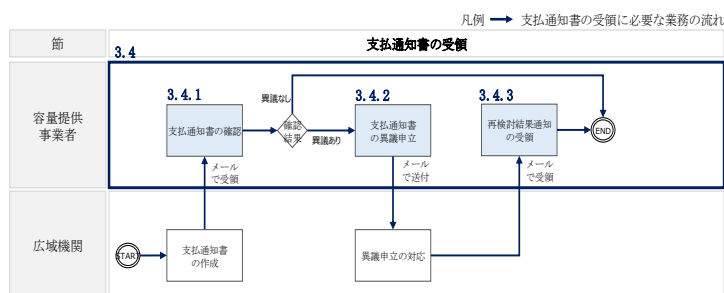 凡例 支払通知書の受領に必要な業務の流れ
節
支払通知書の受領
3.4
容量提供
事業者
3.4.1
支払通知書の確認
異議なし
確認
結果
異議あり
3.4.2
支払通知書
の異議申立
3.4.3
再検討結果通知
の受領
END
メール
で受領
メール
で送付
メール
で受領
広域機関
START
支払通知書
の作成
異議申立の対応